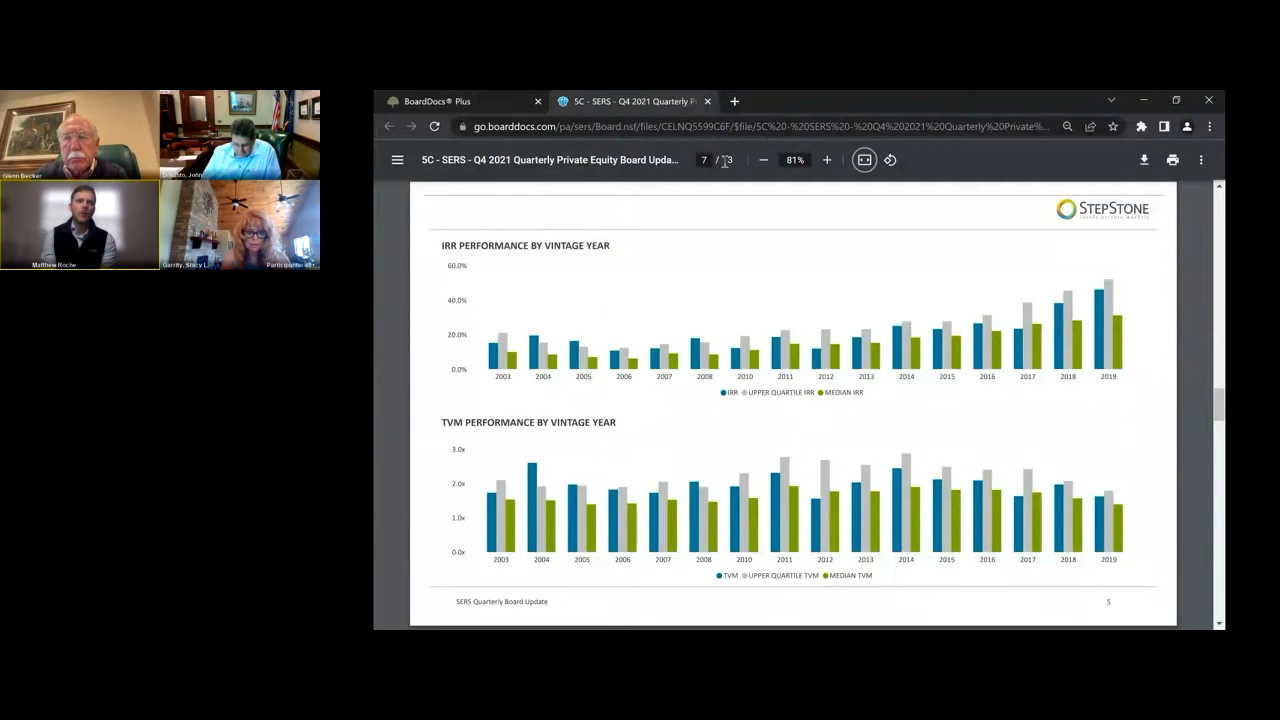 BoardDocs® Plus
5C - SERS - Q4 2021 Quarterly P
go.boarddocs.com/pa/sers/Board.nsf/files/CELNQ5599C6F/$file/5C%20-%20SERS%20-%20Q4%202021%20Quarterly%20Private%...
5C - SERS - Q4 2021 Quarterly Private Equity Board Upda...
7 /
81%
Glenn Becker
DiSanto, John
Matthew Roche
Garrity, Stacy L.
Participants:
STEPSTONE
IRR PERFORMANCE BY VINTAGE YEAR
60.0%
40.0%
20.0%
0.0%
2003 2004 2005 2006 2007 2008 2010 2011 2012 2013 2014 2015 2016 2017 2018 2019
IRR UPPER QUARTILE IRR MEDIAN IRR
TVM PERFORMANCE BY VINTAGE YEAR
3.0x
2.0x
1.0x
0.0x
2003 2004 2005 2006 2007 2008 2010 2011 2012 2013 2014 2015 2016 2017 2018 2019
TVM UPPER QUARTILE TVM MEDIAN TVM
SERS Quarterly Board Update 5